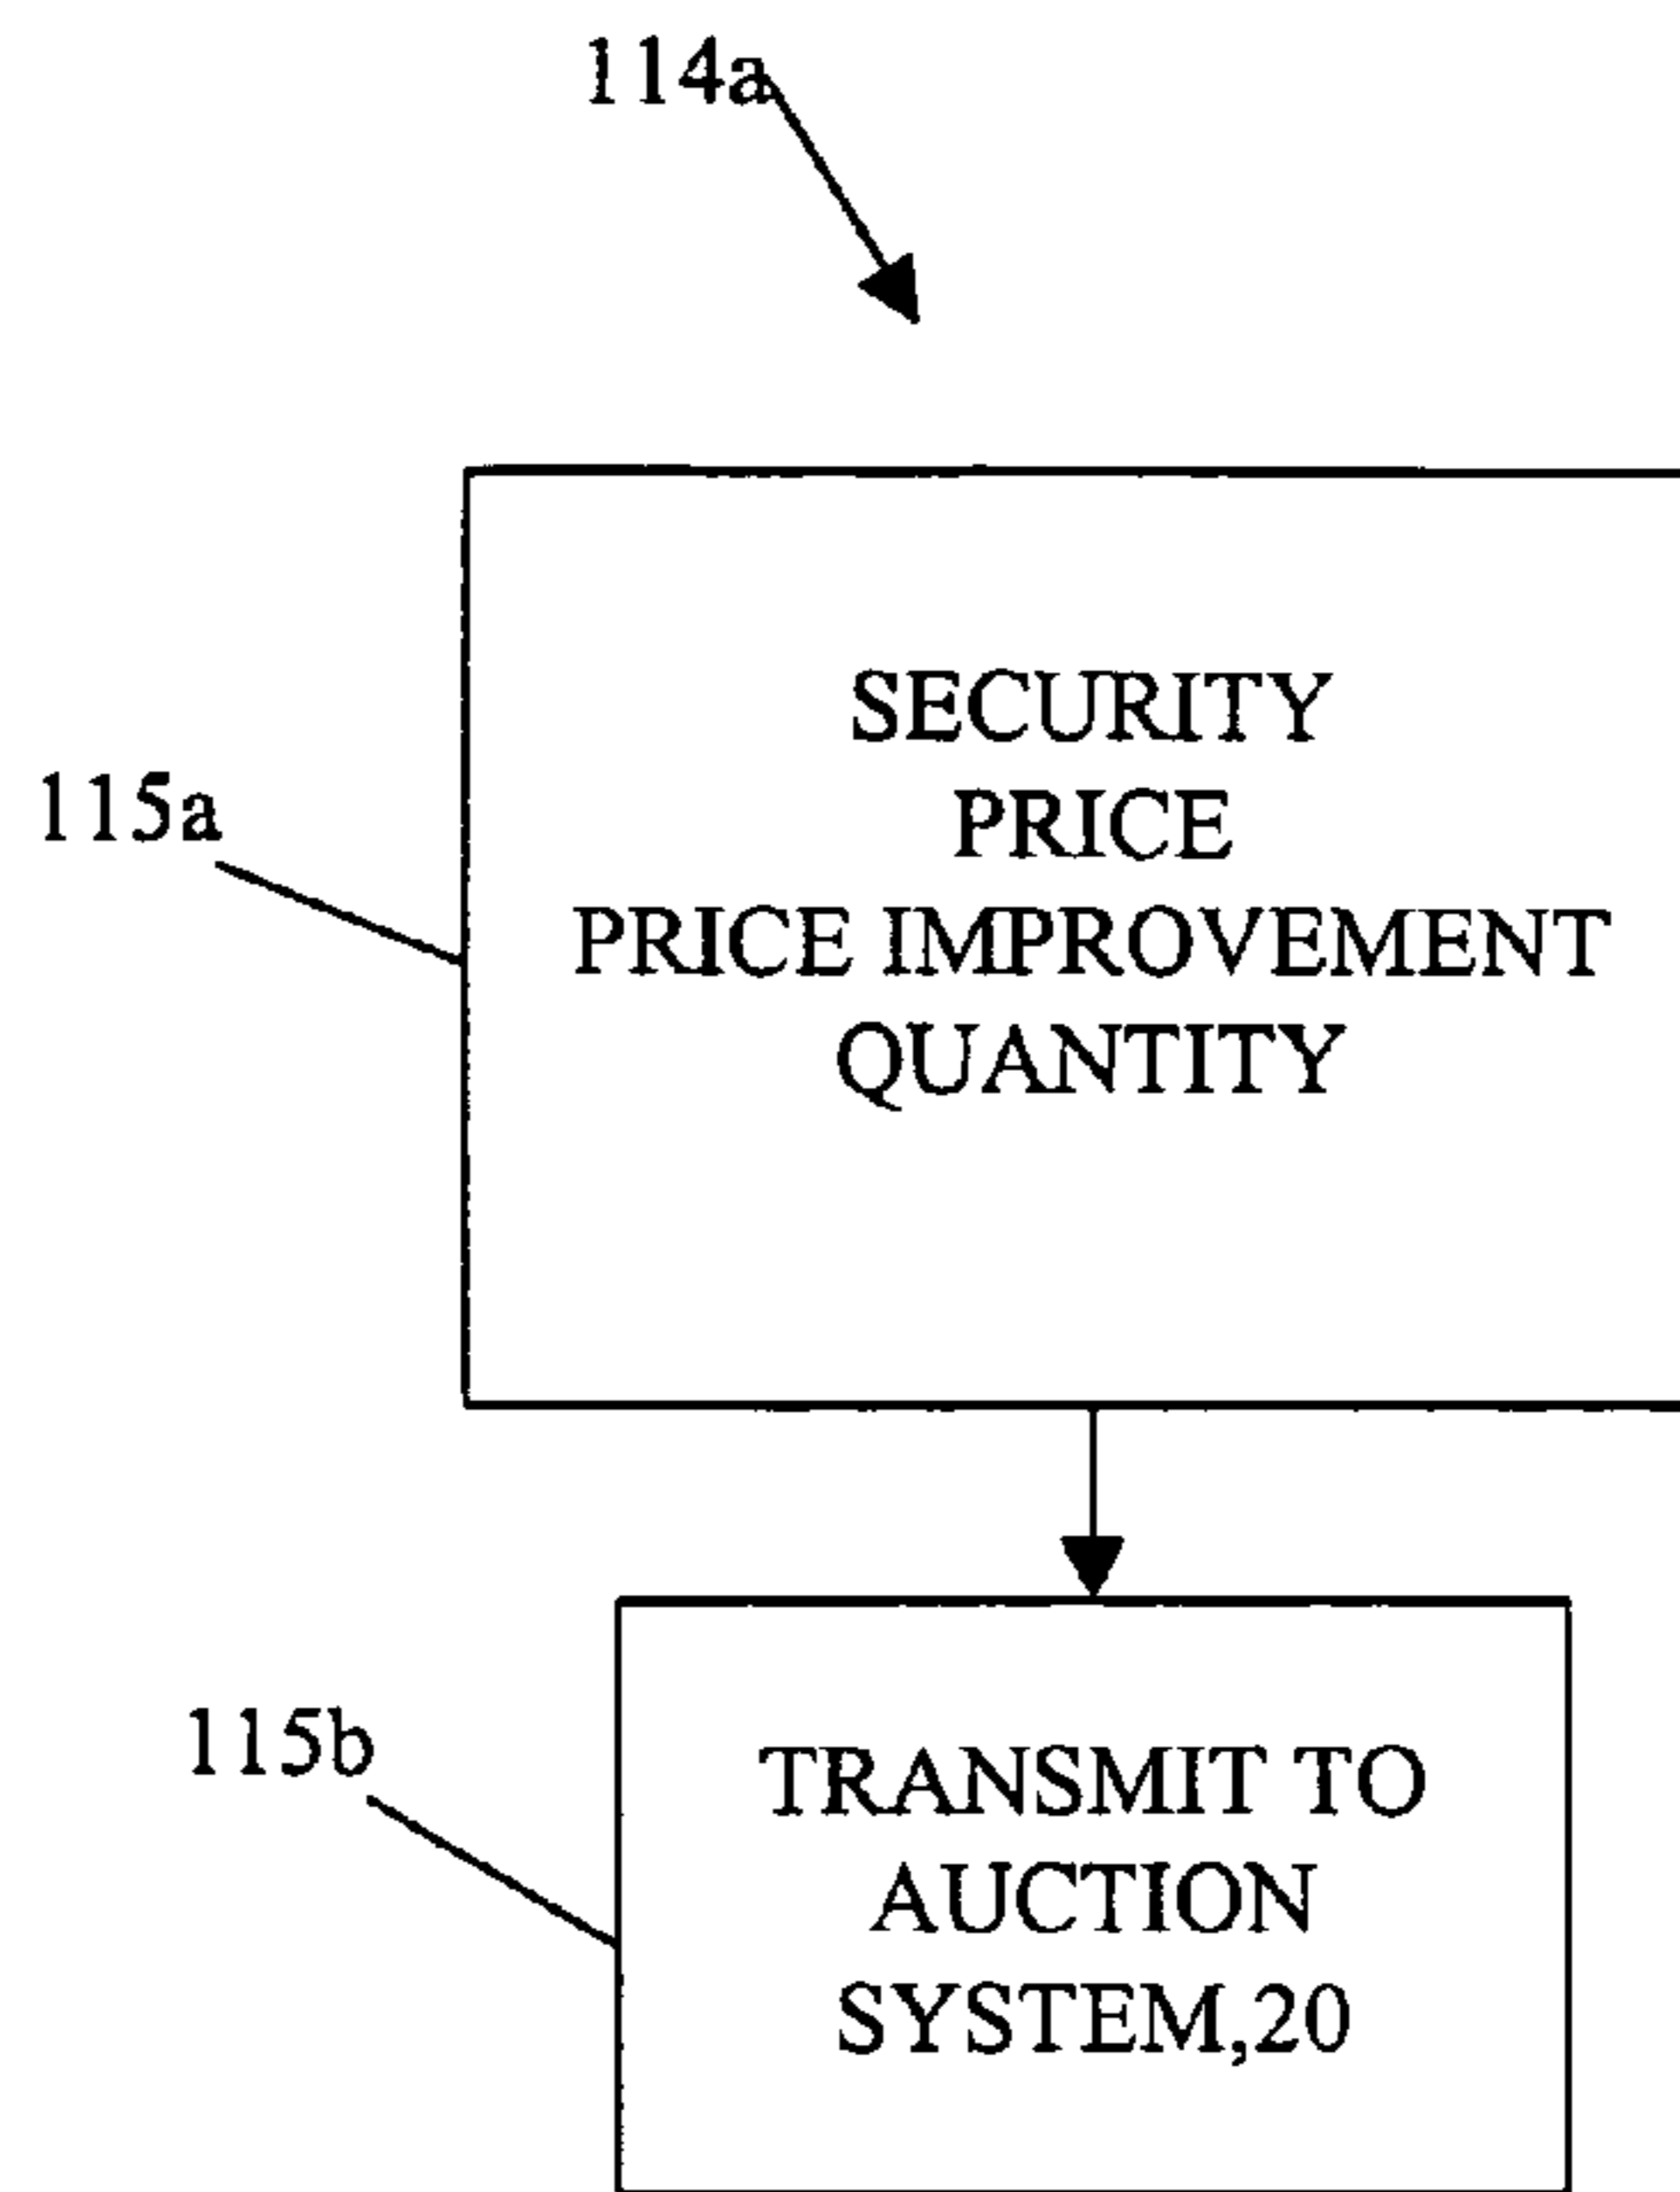 114a
SECURITY
PRICE
PRICE IMPROVEMENT
QUANTITY
115a
TRANSMIT TO
AUCTION
SYSTEM,20
115b